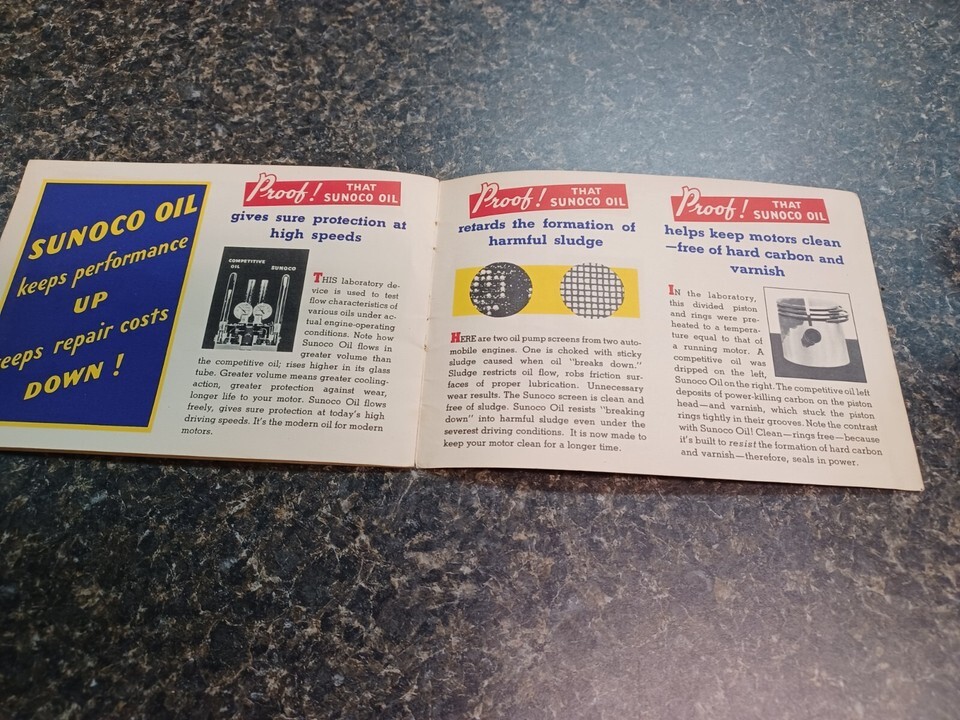 SUNOCO OIL
keeps performance
UP
keeps repair costs
DOWN!
Proof! THAT
SUNOCO OIL
gives sure protection at
high speeds
COMPETITIVE
OIL
SUNOCO
THIS laboratory de-
vice is used to test
flow characteristics of
various oils under ac-
tual engine-operating
conditions. Note how
Sunoco Oil flows in
greater volume than
the competitive oil; rises higher in its glass
tube. Greater volume means greater cooling-
action, greater protection against wear,
longer life to your motor. Sunoco Oil flows
freely, gives sure protection at today's high
driving speeds. It's the modern oil for modern
motors.
Proof! THAT
SUNOCO OIL
retards the formation of
harmful sludge
HERE are two oil pump screens from two auto-
mobile engines. One is choked with sticky
sludge caused when oil "breaks down."
Sludge restricts oil flow, robs friction sur-
faces of proper lubrication. Unnecessary
wear results. The Sunoco screen is clean and
free of sludge. Sunoco Oil resists "breaking
down" into harmful sludge even under the
severest driving conditions. It is now made to
keep your motor clean for a longer time.
Proof! THAT
SUNOCO OIL
helps keep motors clean
—free of hard carbon and
varnish
IN the laboratory,
this divided piston
and rings were pre-
heated to a tempera-
ture equal to that of
a running motor. A
competitive oil was
dripped on the left,
Sunoco Oil on the right. The competitive oil left
deposits of power-killing carbon on the piston
head—and varnish, which stuck the piston
rings tightly in their grooves. Note the contrast
with Sunoco Oil! Clean—rings free—because
it's built to resist the formation of hard carbon
and varnish—therefore, seals in power.